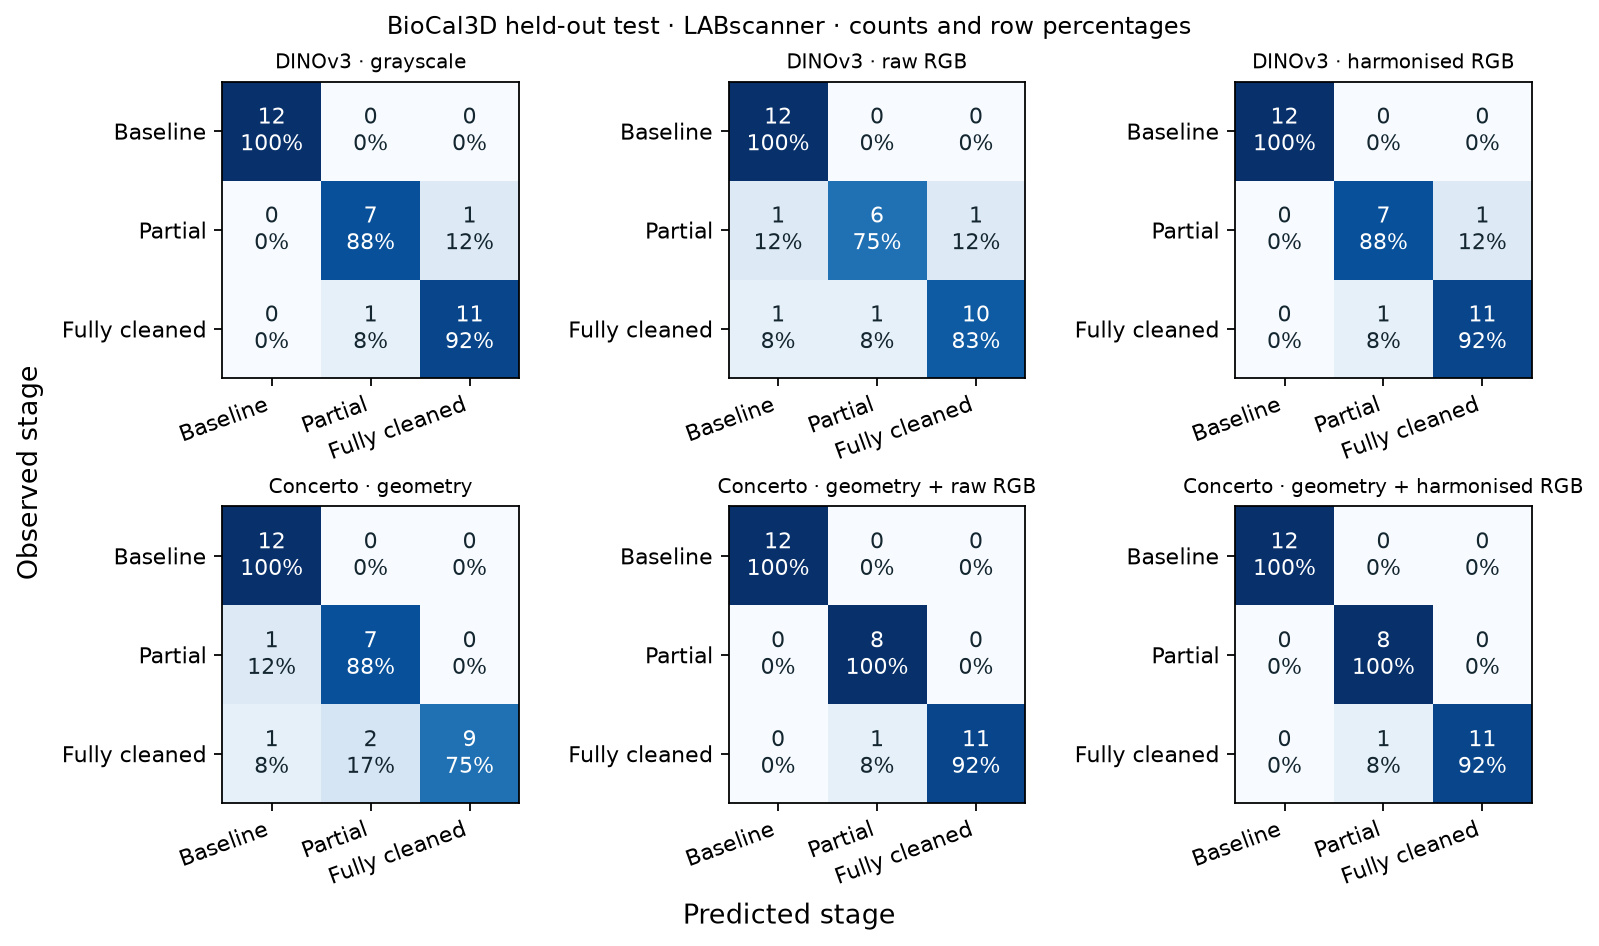 BioCal3D held-out test · LABscanner · counts and row percentages
DINOv3 · grayscale
Baseline
12 0 0
100% 0% 0%
Partial
0 7 1
0% 88% 12%
Fully cleaned
0 1 11
0% 8% 92%
Baseline Partial Fully cleaned
DINOv3 · raw RGB
Baseline
12 0 0
100% 0% 0%
Partial
1 6 1
12% 75% 12%
Fully cleaned
1 1 10
8% 8% 83%
Baseline Partial Fully cleaned
DINOv3 · harmonised RGB
Baseline
12 0 0
100% 0% 0%
Partial
0 7 1
0% 88% 12%
Fully cleaned
0 1 11
0% 8% 92%
Baseline Partial Fully cleaned
Observed stage
Concerto · geometry
Baseline
12 0 0
100% 0% 0%
Partial
1 7 0
12% 88% 0%
Fully cleaned
1 2 9
8% 17% 75%
Baseline Partial Fully cleaned
Concerto · geometry + raw RGB
Baseline
12 0 0
100% 0% 0%
Partial
0 8 0
0% 100% 0%
Fully cleaned
0 1 11
0% 8% 92%
Baseline Partial Fully cleaned
Concerto · geometry + harmonised RGB
Baseline
12 0 0
100% 0% 0%
Partial
0 8 0
0% 100% 0%
Fully cleaned
0 1 11
0% 8% 92%
Baseline Partial Fully cleaned
Predicted stage